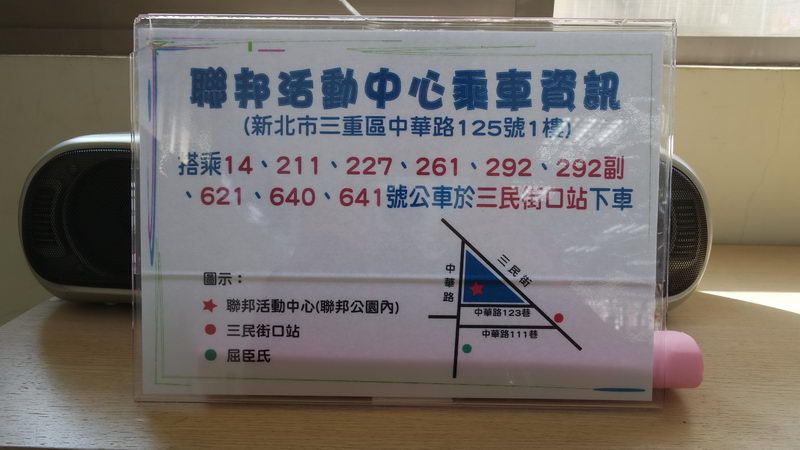 聯邦活動中心乘車資訊
(新北市三重區中華路125號1樓)
搭乘14、211、227、261、292、292副
、621、640、641號公車於三民街口站下車
圖示：
聯邦活動中心(聯邦公園內)
三民街口站
屈臣氏
中華路
三民街
中華路123巷
中華路111巷